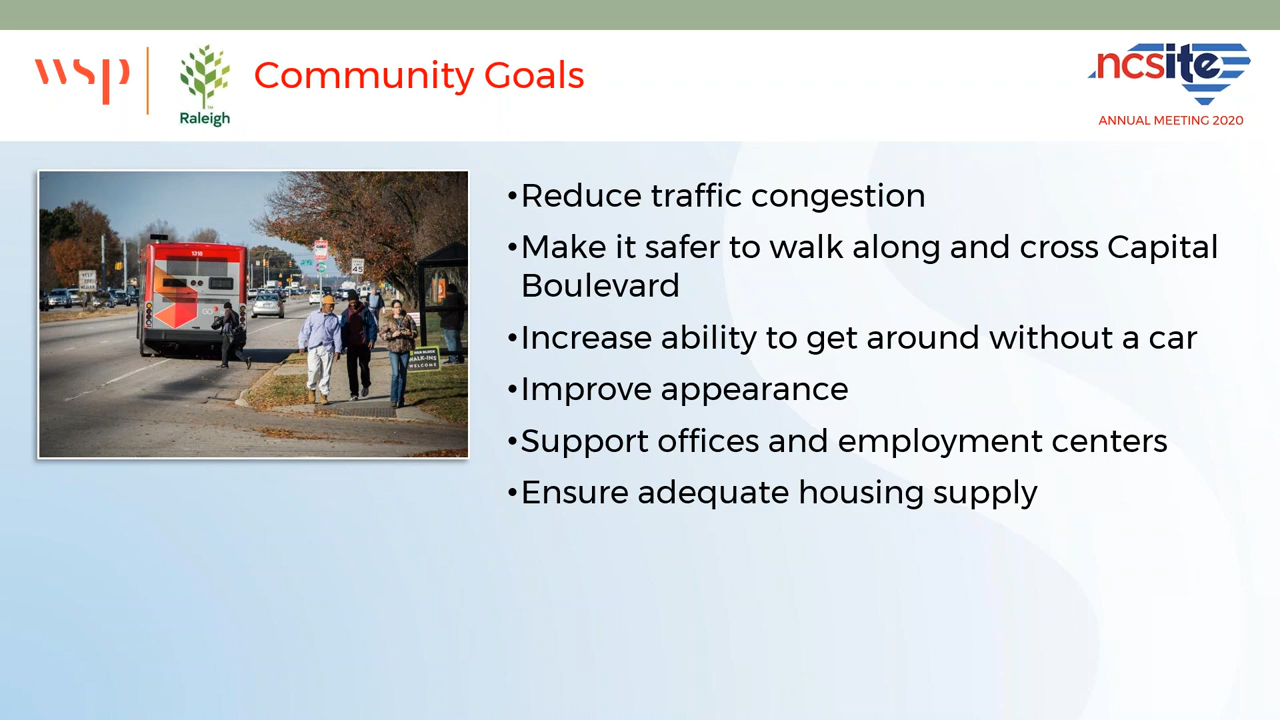 wsp
Raleigh
Community Goals
ncsite
ANNUAL MEETING 2020
•Reduce traffic congestion
•Make it safer to walk along and cross Capital
Boulevard
•Increase ability to get around without a car
•Improve appearance
•Support offices and employment centers
•Ensure adequate housing supply
1310
GO
45
WALK-INS
WELCOME